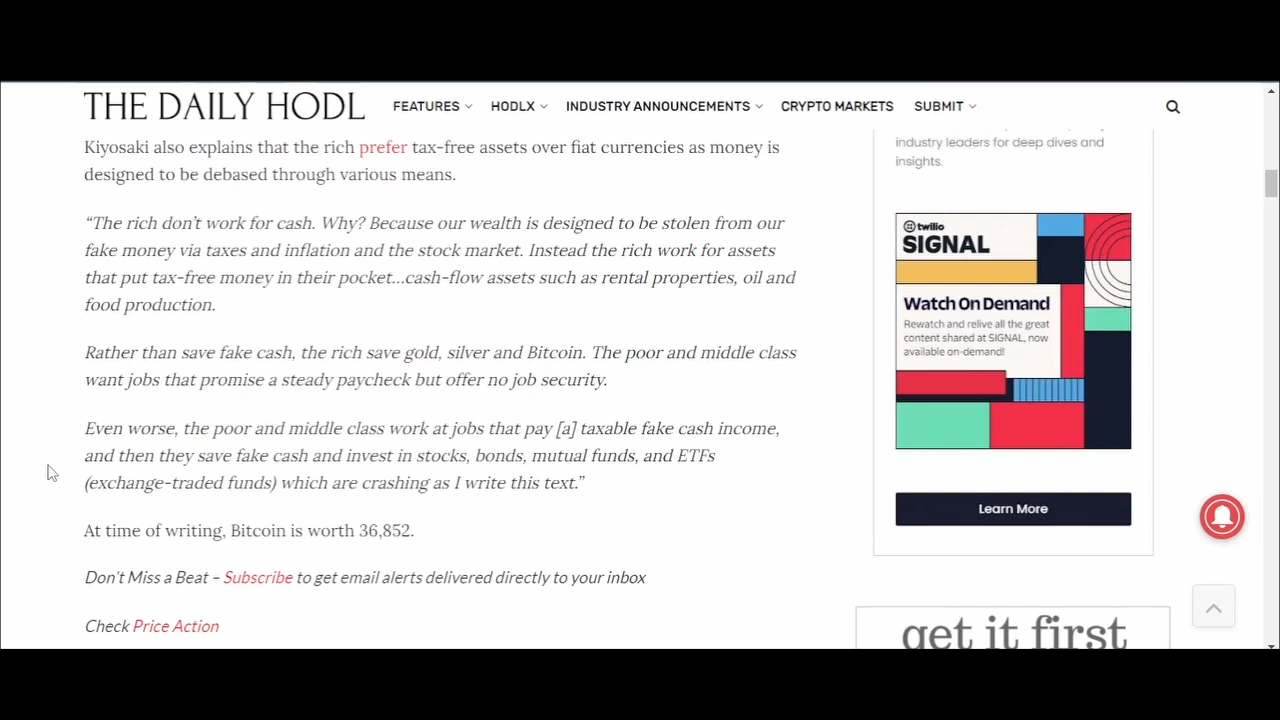 THE DAILY HODL FEATURES HODLX INDUSTRY ANNOUNCEMENTS CRYPTO MARKETS SUBMIT
Kiyosaki also explains that the rich prefer tax-free assets over fiat currencies as money is
designed to be debased through various means.
“The rich don’t work for cash. Why? Because our wealth is designed to be stolen from our
fake money via taxes and inflation and the stock market. Instead the rich work for assets
that put tax-free money in their pocket…cash-flow assets such as rental properties, oil and
food production.
Rather than save fake cash, the rich save gold, silver and Bitcoin. The poor and middle class
want jobs that promise a steady paycheck but offer no job security.
Even worse, the poor and middle class work at jobs that pay [a] taxable fake cash income,
and then they save fake cash and invest in stocks, bonds, mutual funds, and ETFs
(exchange-traded funds) which are crashing as I write this text.”
At time of writing, Bitcoin is worth 36,852.
Don’t Miss a Beat – Subscribe to get email alerts delivered directly to your inbox
Check Price Action
industry leaders for deep dives and
insights.
twilio
SIGNAL
Watch On Demand
Rewatch and relive all the great
content shared at SIGNAL, now
available on-demand!
Learn More
get it first